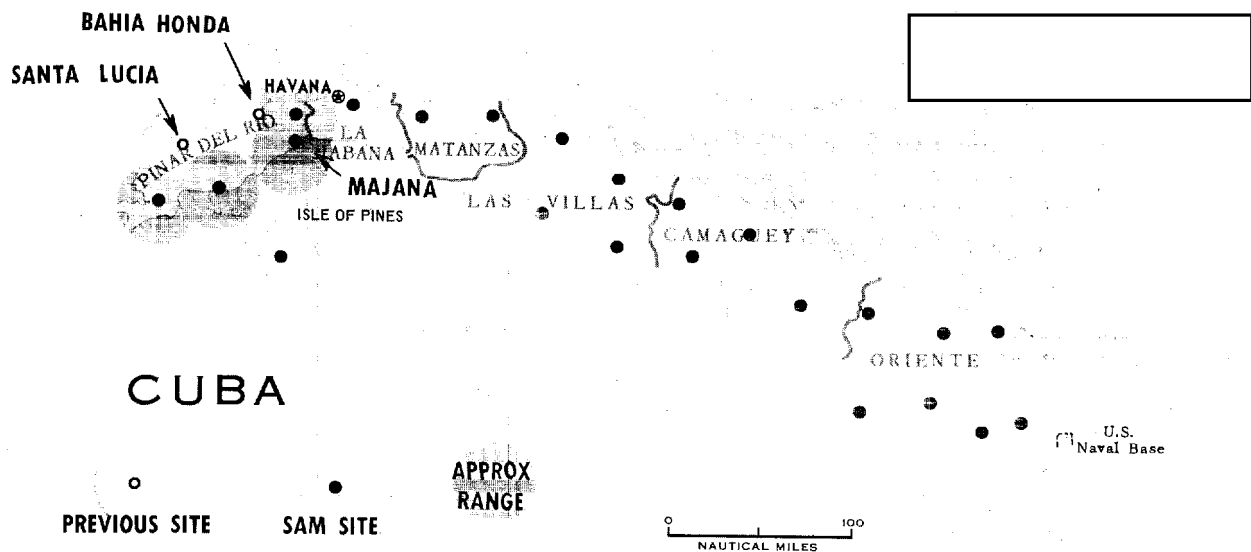 BAHIA HONDA
SANTA LUCIA
HAVANA
PINAR DEL RIO
LA
HABANA
MATANZAS
MAJANA
ISLE OF PINES
LAS VILLAS
CAMAGUEY
ORIENTE
CUBA
U.S.
Naval Base
APPROX
RANGE
PREVIOUS SITE
SAM SITE
0 100
NAUTICAL MILES